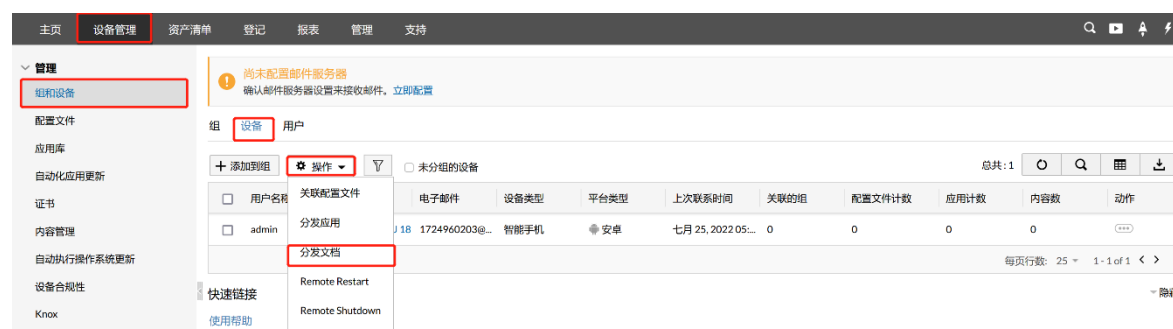 主页 设备管理 资产清单 登记 报表 管理 支持
管理
组和设备
配置文件
应用库
自动化应用更新
证书
内容管理
自动执行操作系统更新
设备合规性
Knox
尚未配置邮件服务器
确认邮件服务器设置来接收邮件。立即配置
组 设备 用户
添加到组 操作 未分组的设备 总共: 1
用户名称 电子邮件 设备类型 平台类型 上次联系时间 关联的组 配置文件计数 应用计数 内容数 动作
admin 18 1724960203@... 智能手机 安卓 七月 25, 2022 05:... 0 0 0 0
关联配置文件
分发应用
分发文档
Remote Restart
Remote Shutdown
每页行数: 25 1 - 1 of 1
快速链接
使用帮助